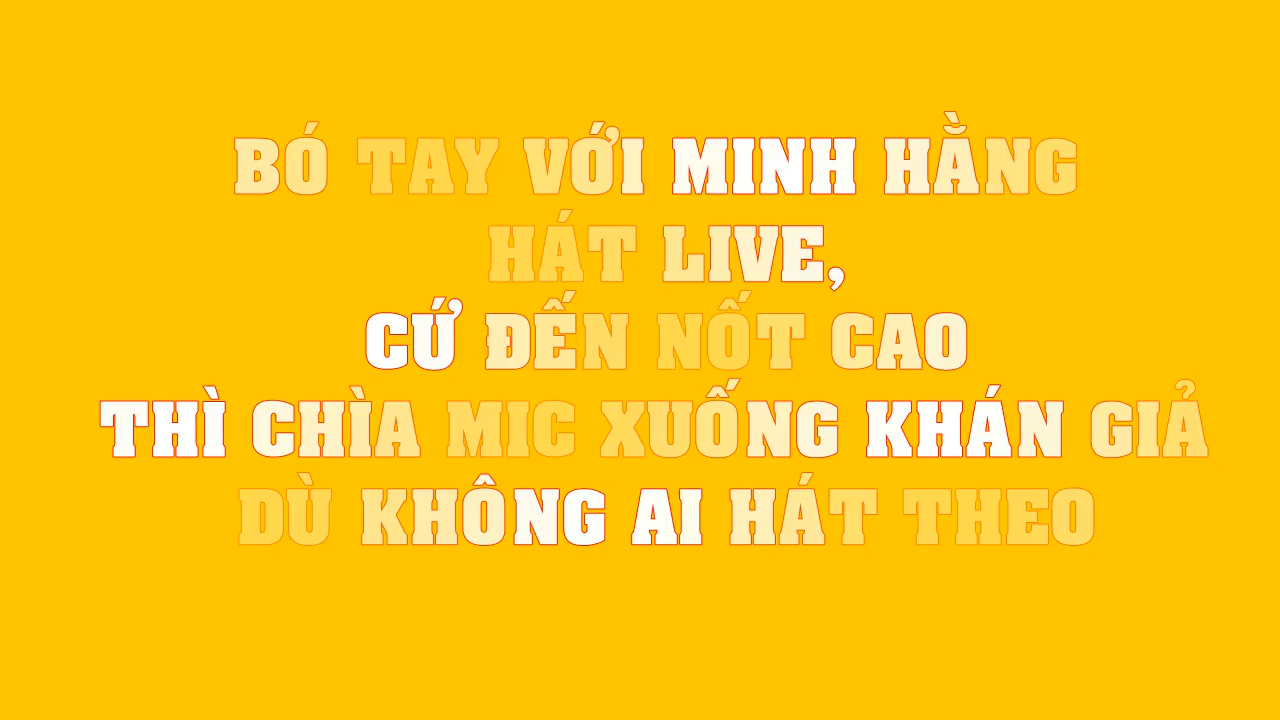 BÓ TAY VỚI MINH HẰNG
HÁT LIVE,
CỨ ĐẾN NỐT CAO
THÌ CHÌA MIC XUỐNG KHÁN GIẢ
DÙ KHÔNG AI HÁT THEO